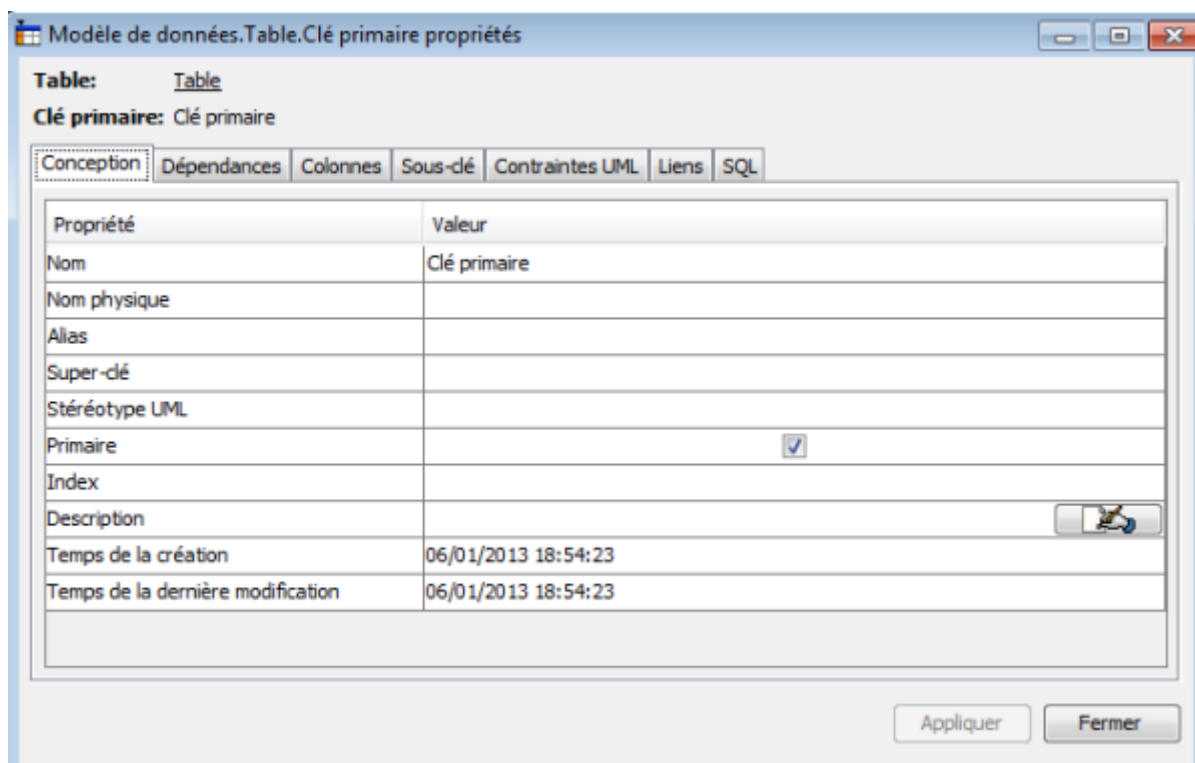 Modèle de données.Table.Clé primaire propriétés
Table: Table
Clé primaire: Clé primaire
Conception Dépendances Colonnes Sous-clé Contraintes UML Liens SQL
Propriété Valeur
Nom Clé primaire
Nom physique
Alias
Super-clé
Stéréotype UML
Primaire
Index
Description
Temps de la création 06/01/2013 18:54:23
Temps de la dernière modification 06/01/2013 18:54:23
Appliquer Fermer